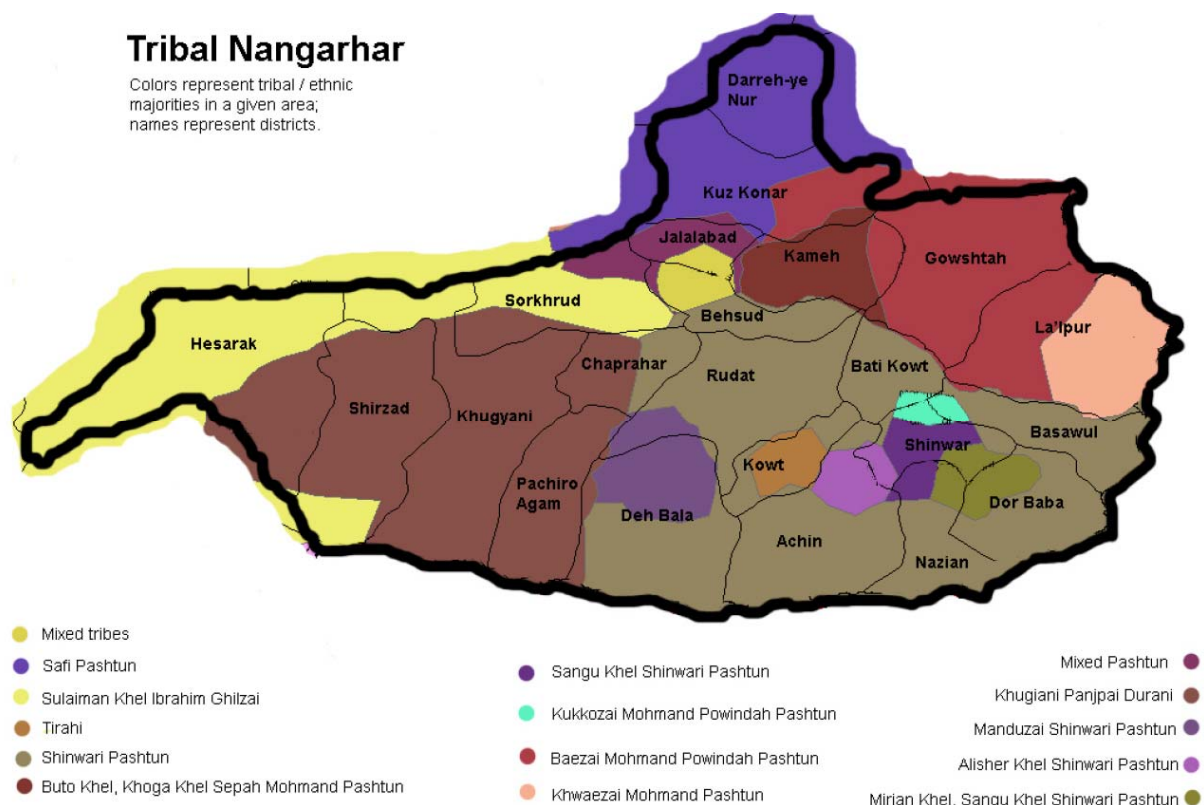 Tribal Nangarhar
Colors represent tribal / ethnic
majorities in a given area;
names represent districts.
Darreh-ye
Nur
Kuz Konar
Jalalabad
Kameh
Gowshtah
Sorkhrud
Behsud
La'lpur
Hesarak
Chaprahar
Rudat
Bati Kowt
Shirzad
Khugyani
Shinwar
Basawul
Kowt
Pachiro
Agam
Deh Bala
Dor Baba
Achin
Nazian
Mixed tribes
Safi Pashtun
Sulaiman Khel Ibrahim Ghilzai
Tirahi
Shinwari Pashtun
Buto Khel, Khoga Khel Sepah Mohmand Pashtun
Sangu Khel Shinwari Pashtun
Kukkozai Mohmand Powindah Pashtun
Baezai Mohmand Powindah Pashtun
Khwaezai Mohmand Pashtun
Mixed Pashtun
Khugiani Panjpai Durani
Manduzai Shinwari Pashtun
Alisher Khel Shinwari Pashtun
Mirjan Khel, Sangu Khel Shinwari Pashtun